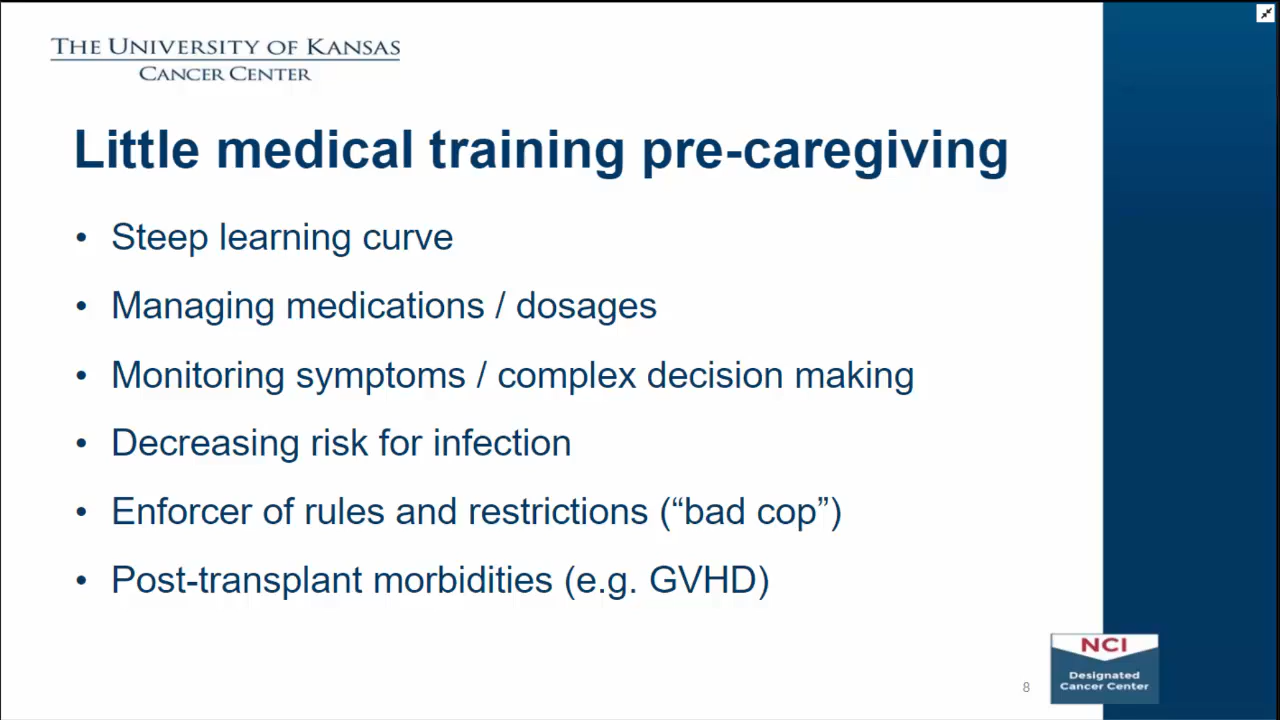 THE UNIVERSITY OF KANSAS
CANCER CENTER
Little medical training pre-caregiving
• Steep learning curve
• Managing medications / dosages
• Monitoring symptoms / complex decision making
• Decreasing risk for infection
• Enforcer of rules and restrictions (“bad cop”)
• Post-transplant morbidities (e.g. GVHD)
8
NCI
Designated
Cancer Center